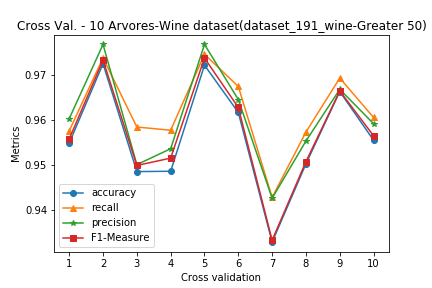 Cross Val. - 10 Arvores-Wine dataset(dataset_191_wine-Greater 50)
0.97
0.96
0.95
0.94
Metrics
accuracy
recall
precision
F1-Measure
1 2 3 4 5 6 7 8 9 10
Cross validation